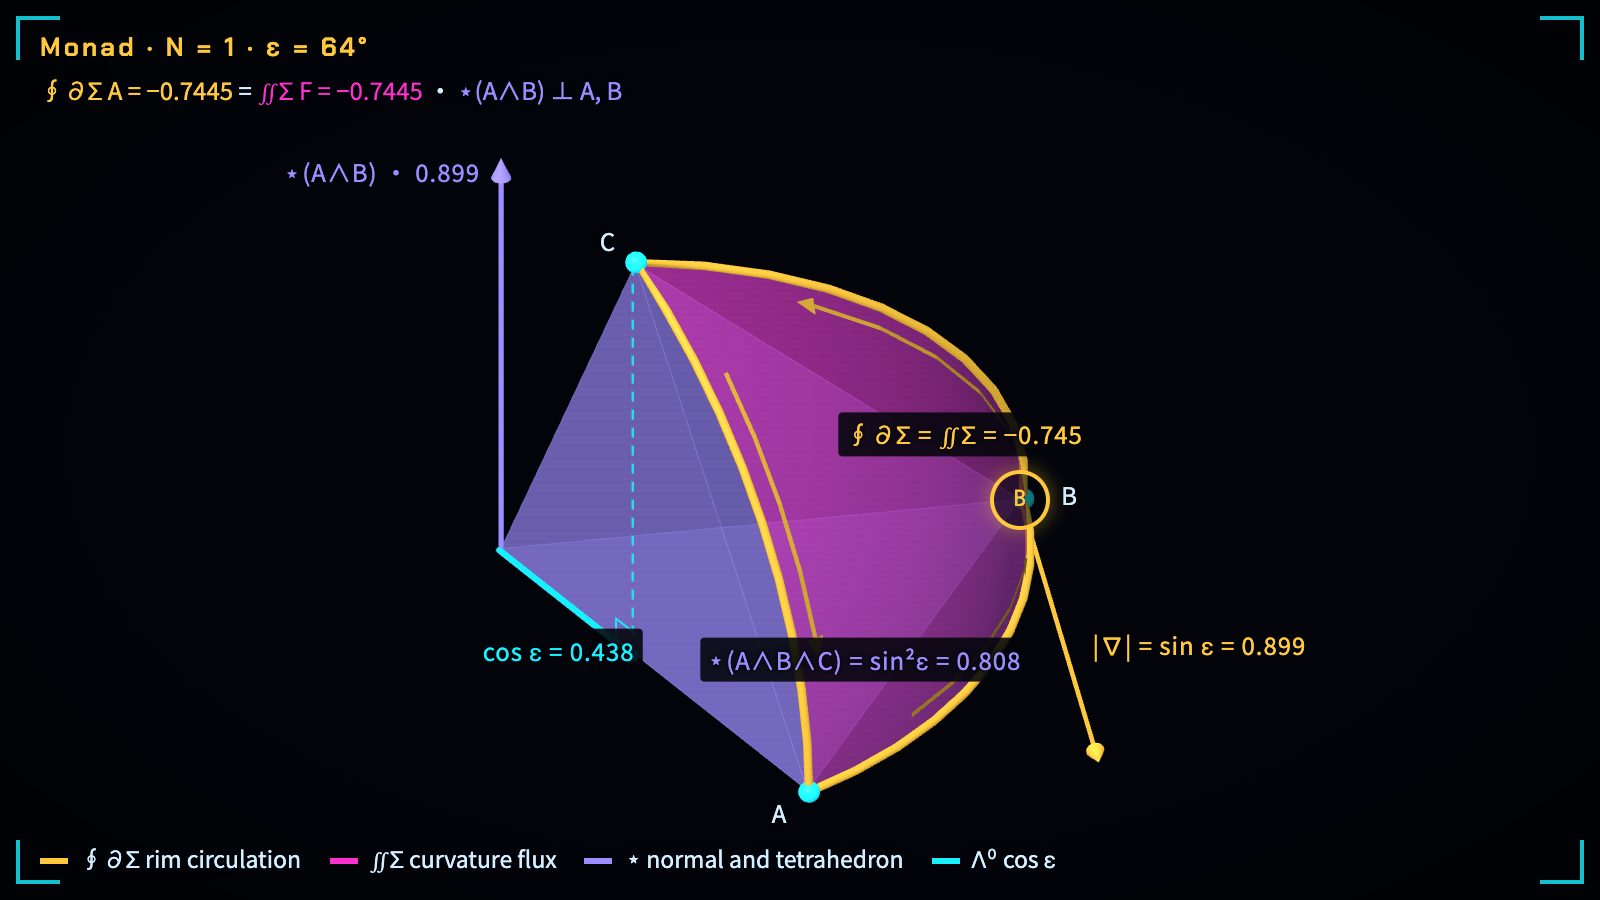 Monad · N = 1 · ε = 64°
∮ ∂Σ A = −0.7445 = ∬Σ F = −0.7445 · ⋆(A∧B) ⊥ A, B
⋆(A∧B) · 0.899
C
∮ ∂Σ = ∬Σ = −0.745
B
B
|∇| = sin ε = 0.899
cos ε = 0.438
⋆(A∧B∧C) = sin²ε = 0.808
A
∮ ∂Σ rim circulation
∬Σ curvature flux
⋆ normal and tetrahedron
Λ⁰ cos ε